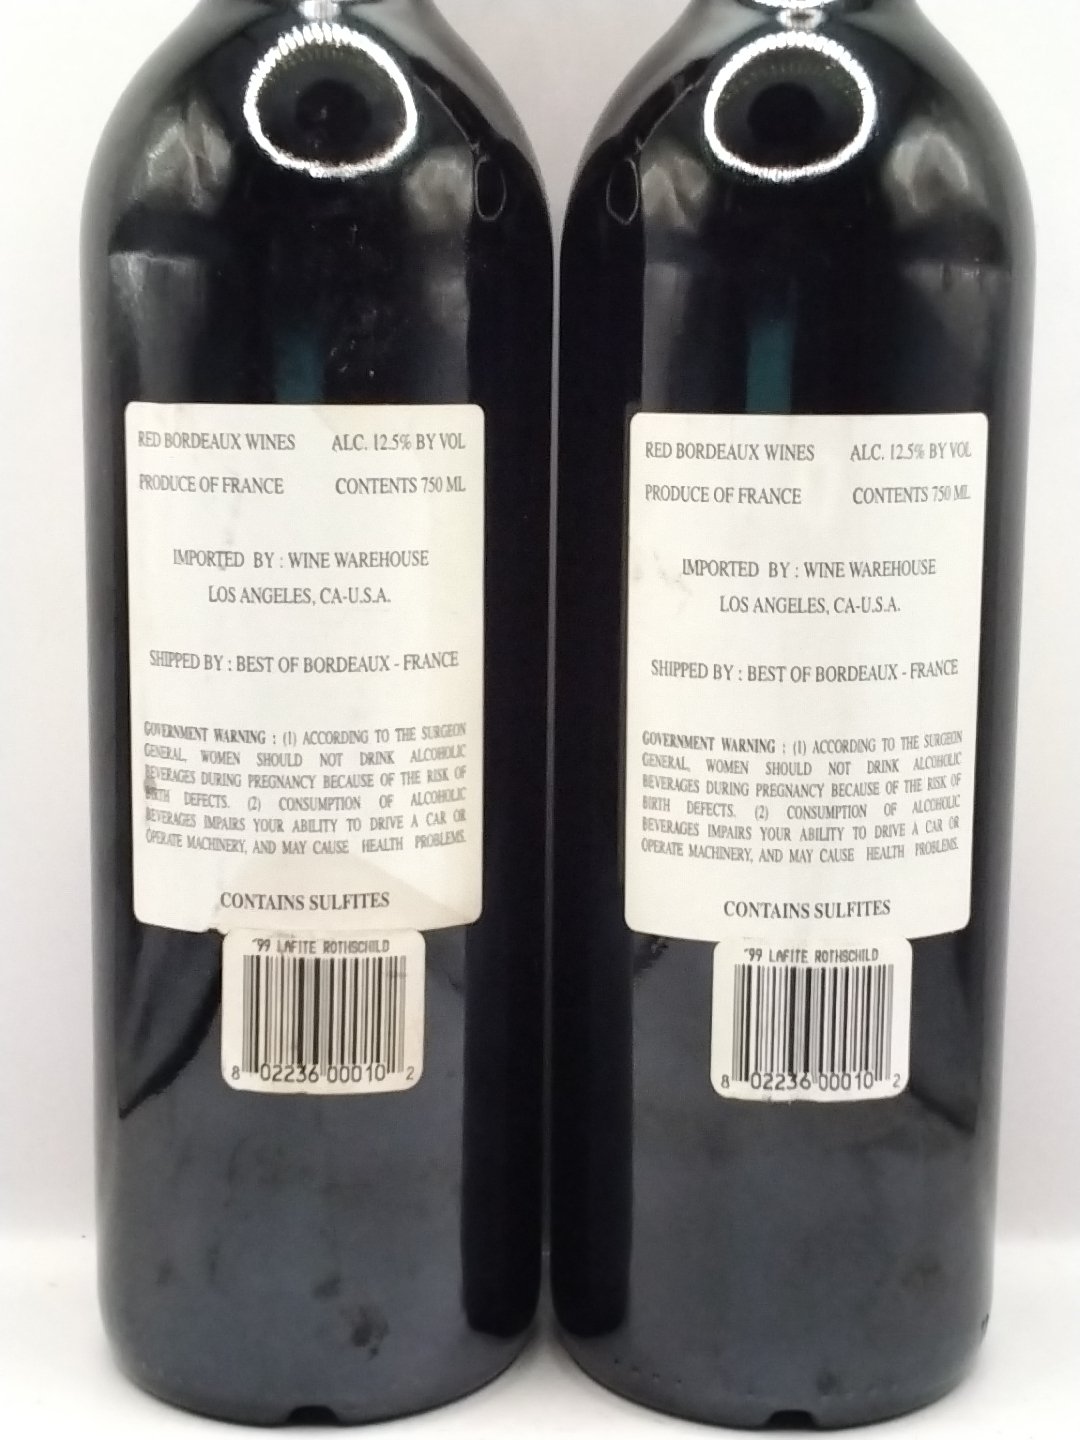 RED BORDEAUX WINES ALC. 12.5% BY VOL
PRODUCE OF FRANCE CONTENTS 750 ML
IMPORTED BY : WINE WAREHOUSE
LOS ANGELES, CA-U.S.A.
SHIPPED BY : BEST OF BORDEAUX - FRANCE
GOVERNMENT WARNING : (1) ACCORDING TO THE SURGEON
GENERAL, WOMEN SHOULD NOT DRINK ALCOHOLIC
BEVERAGES DURING PREGNANCY BECAUSE OF THE RISK OF
BIRTH DEFECTS. (2) CONSUMPTION OF ALCOHOLIC
BEVERAGES IMPAIRS YOUR ABILITY TO DRIVE A CAR OR
OPERATE MACHINERY, AND MAY CAUSE HEALTH PROBLEMS.
CONTAINS SULFITES
'99 LAFITE ROTHSCHILD
8 02236 00010 2
RED BORDEAUX WINES ALC. 12.5% BY VOL
PRODUCE OF FRANCE CONTENTS 750 ML
IMPORTED BY : WINE WAREHOUSE
LOS ANGELES, CA-U.S.A.
SHIPPED BY : BEST OF BORDEAUX - FRANCE
GOVERNMENT WARNING : (1) ACCORDING TO THE SURGEON
GENERAL, WOMEN SHOULD NOT DRINK ALCOHOLIC
BEVERAGES DURING PREGNANCY BECAUSE OF THE RISK OF
BIRTH DEFECTS. (2) CONSUMPTION OF ALCOHOLIC
BEVERAGES IMPAIRS YOUR ABILITY TO DRIVE A CAR OR
OPERATE MACHINERY, AND MAY CAUSE HEALTH PROBLEMS.
CONTAINS SULFITES
'99 LAFITE ROTHSCHILD
8 02236 00010 2